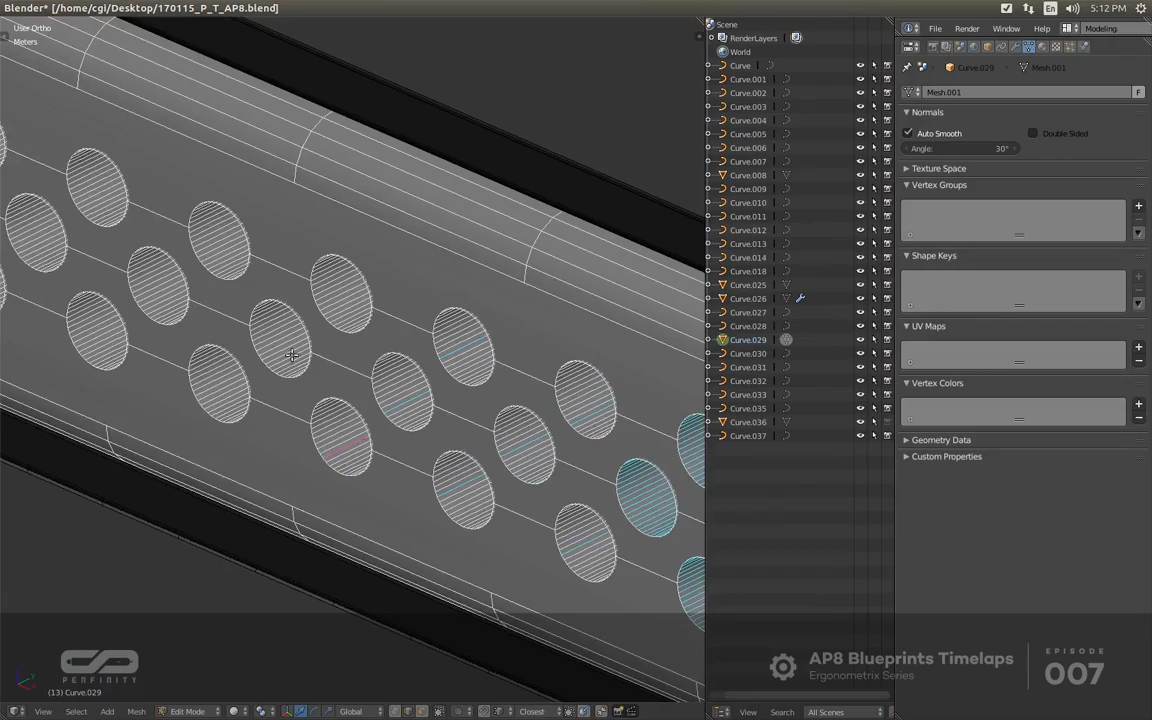 Blender* [/home/cgi/Desktop/170115_P_T_AP8.blend]
En
5:12 PM
User Ortho
Meters
Scene
RenderLayers
World
Curve
Curve.001
Curve.002
Curve.003
Curve.004
Curve.005
Curve.006
Curve.007
Curve.008
Curve.009
Curve.010
Curve.011
Curve.012
Curve.013
Curve.014
Curve.018
Curve.025
Curve.026
Curve.027
Curve.028
Curve.029
Curve.030
Curve.031
Curve.032
Curve.033
Curve.035
Curve.036
Curve.037
File
Render
Window
Help
Modeling
Curve.029
Mesh.001
Mesh.001
F
Normals
Auto Smooth
Double Sided
Angle:
30°
Texture Space
Vertex Groups
Shape Keys
UV Maps
Vertex Colors
Geometry Data
Custom Properties
AP8 Blueprints Timelaps
Ergonometrix Series
EPISODE
007
PENFINITY
(13) Curve.029
View
Select
Add
Mesh
Edit Mode
Global
Closest
View
Search
All Scenes